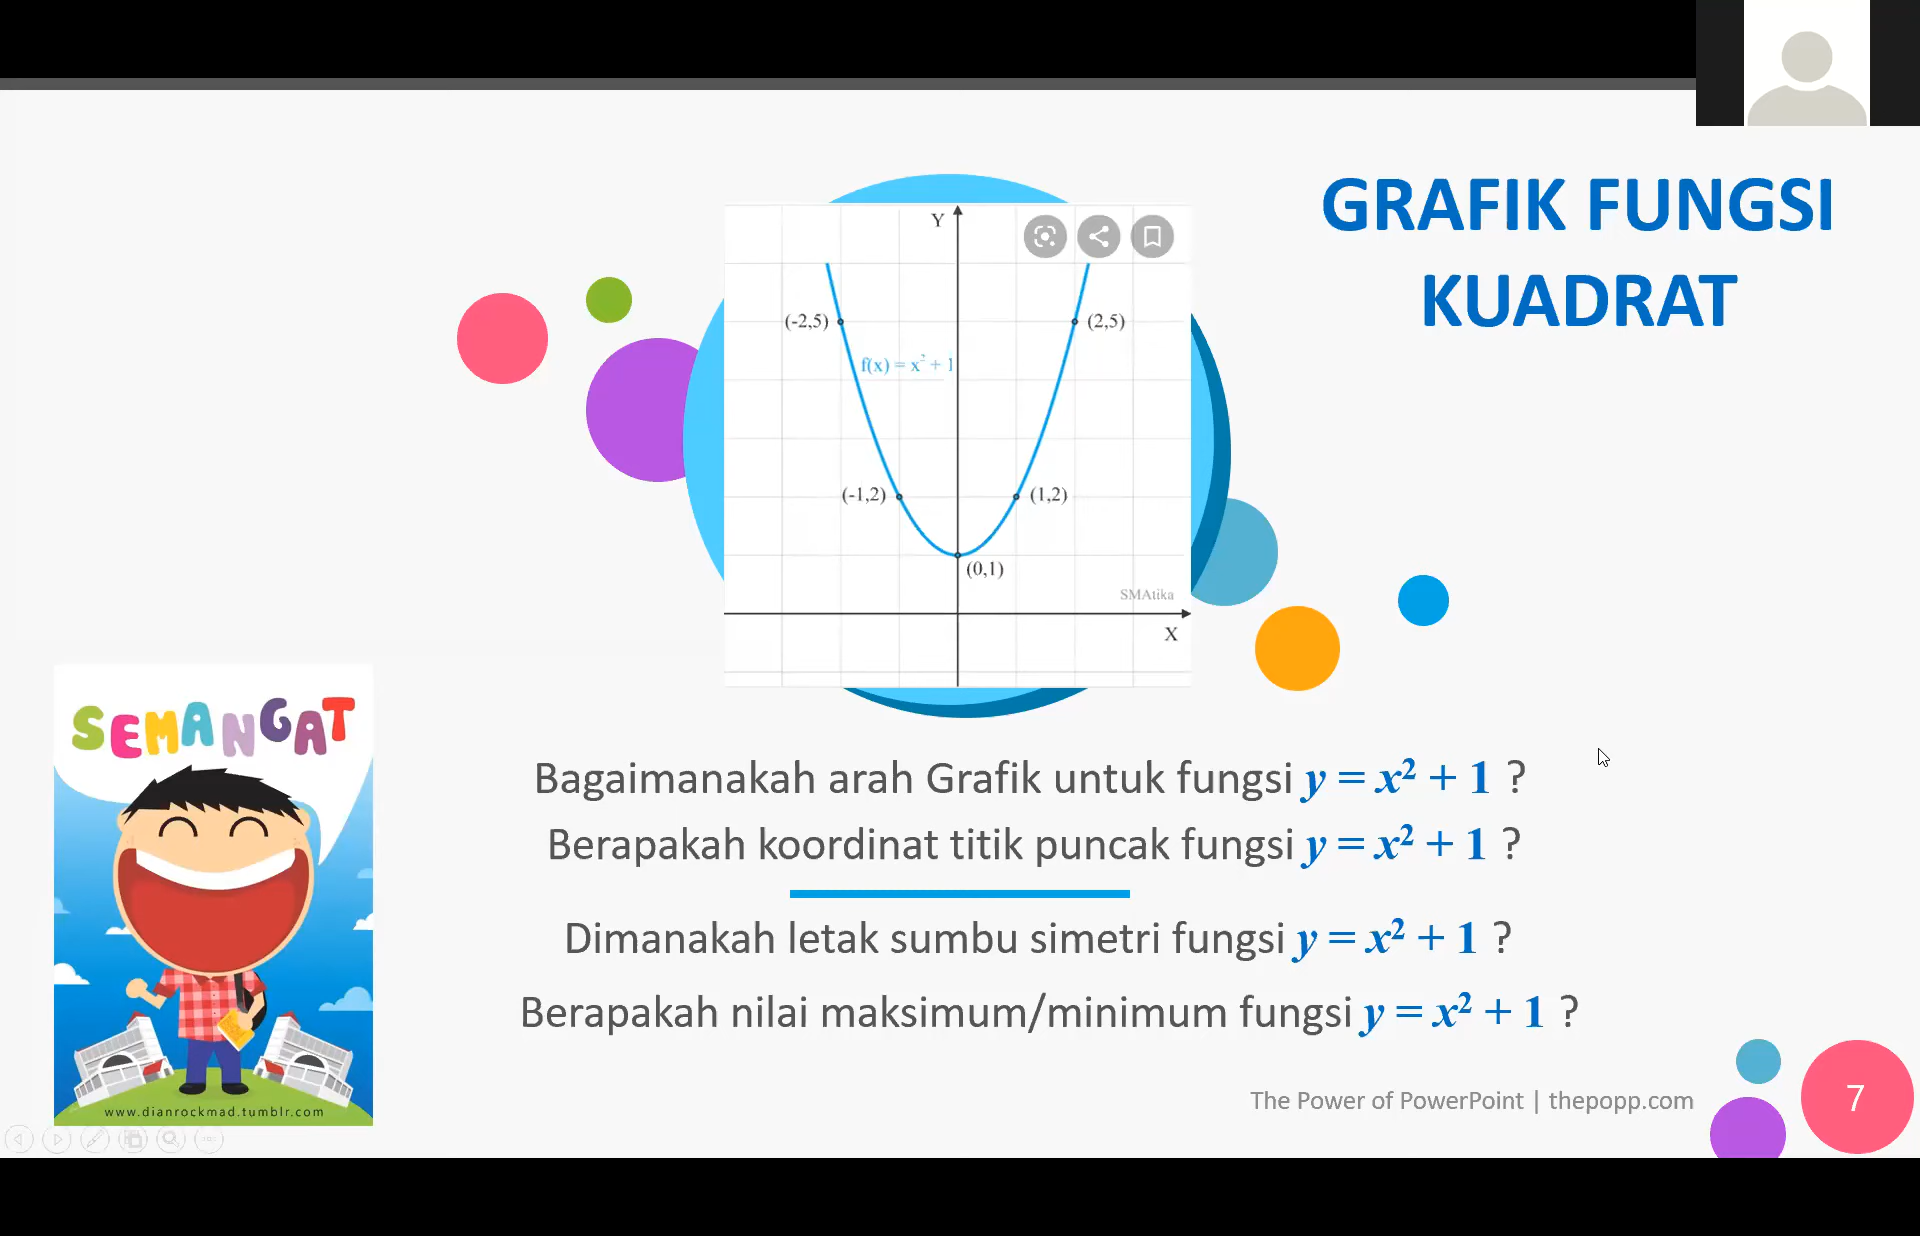 GRAFIK FUNGSI
KUADRAT
Y
(-2,5)
(2,5)
f(x) = x² + 1
(-1,2)
(1,2)
(0,1)
SMAtika
X
SEMANGAT
www.dianrockmad.tumblr.com
Bagaimanakah arah Grafik untuk fungsi y = x² + 1 ?
Berapakah koordinat titik puncak fungsi y = x² + 1 ?
Dimanakah letak sumbu simetri fungsi y = x² + 1 ?
Berapakah nilai maksimum/minimum fungsi y = x² + 1 ?
The Power of PowerPoint | thepopp.com
7